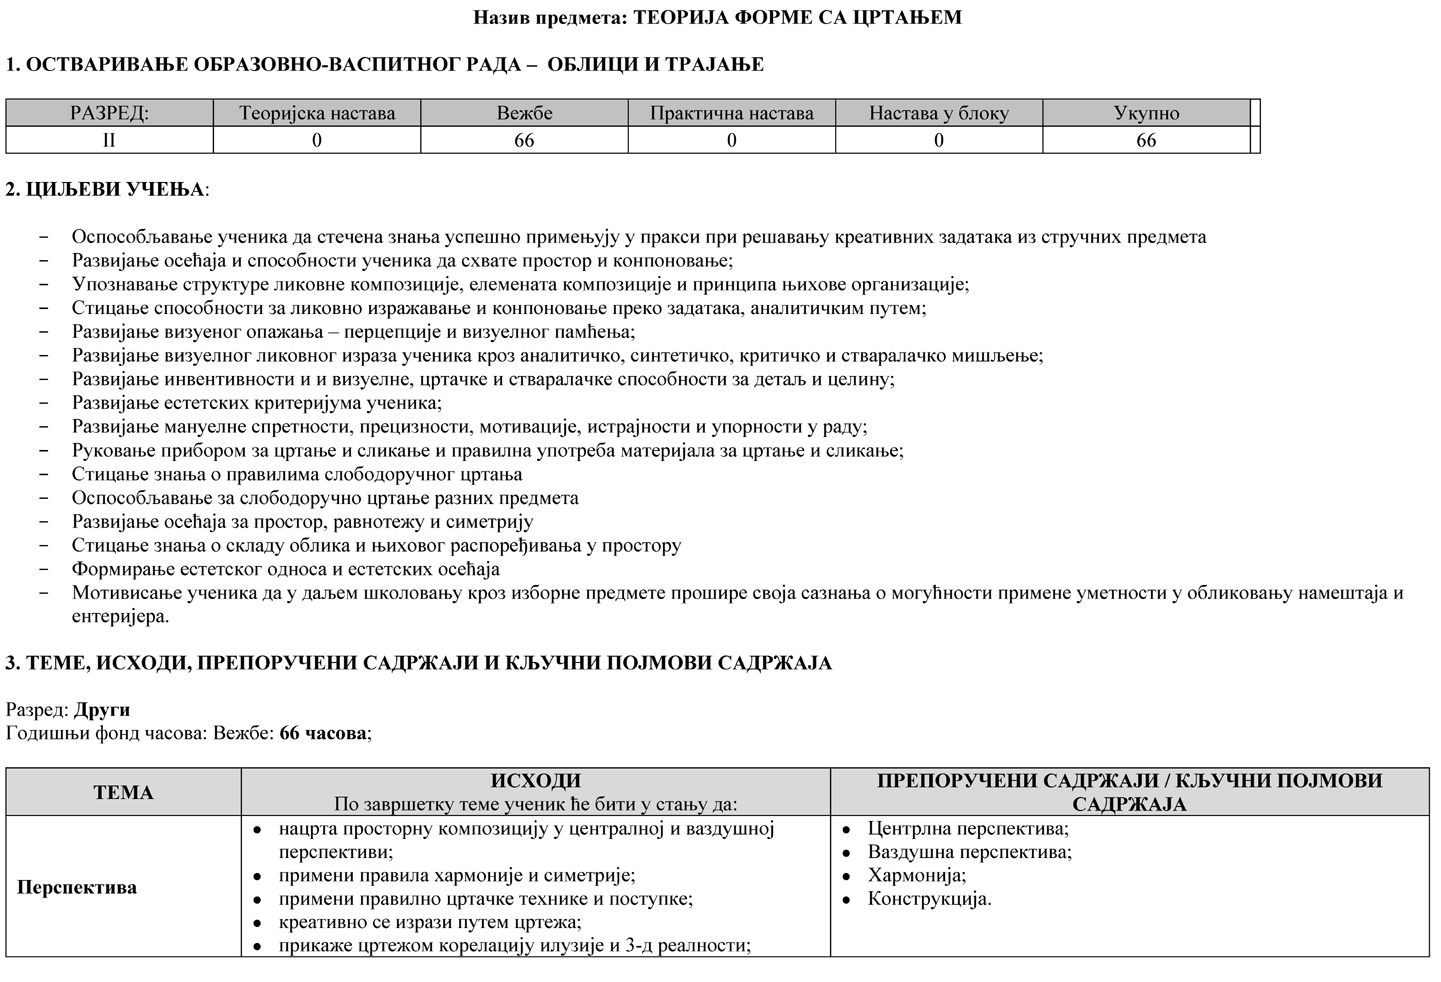 Назив предмета: ТЕОРИЈА ФОРМЕ СА ЦРТАЊЕМ
1. ОСТВАРИВАЊЕ ОБРАЗОВНО-ВАСПИТНОГ РАДА – ОБЛИЦИ И ТРАЈАЊЕ
РАЗРЕД: Теоријска настава Вежбе Практична настава Настава у блоку Укупно
II 0 66 0 0 66
2. ЦИЉЕВИ УЧЕЊА:
− Оспособљавање ученика да стечена знања успешно примењују у пракси при решавању креативних задатака из стручних предмета
− Развијање осећаја и способности ученика да схвате простор и конпоновање;
− Упознавање структуре ликовне композиције, елемената композиције и принципа њихове организације;
− Стицање способности за ликовно изражавање и конпоновање преко задатака, аналитичким путем;
− Развијање визуеног опажања – перцепције и визуелног памћења;
− Развијање визуелног ликовног израза ученика кроз аналитичко, синтетичко, критичко и стваралачко мишљење;
− Развијање инвентивности и и визуелне, цртачке и стваралачке способности за детаљ и целину;
− Развијање естетских критеријума ученика;
− Развијање мануелне спретности, прецизности, мотивације, истрајности и упорности у раду;
− Руковање прибором за цртање и сликање и правилна употреба материјала за цртање и сликање;
− Стицање знања о правилима слободоручног цртања
− Оспособљавање за слободоручно цртање разних предмета
− Развијање осећаја за простор, равнотежу и симетрију
− Стицање знања о складу облика и њиховог распоређивања у простору
− Формирање естетског односа и естетских осећаја
− Мотивисање ученика да у даљем школовању кроз изборне предмете прошире своја сазнања о могућности примене уметности у обликовању намештаја и
ентеријера.
3. ТЕМЕ, ИСХОДИ, ПРЕПОРУЧЕНИ САДРЖАЈИ И КЉУЧНИ ПОЈМОВИ САДРЖАЈА
Разред: Други
Годишњи фонд часова: Вежбе: 66 часова;
ТЕМА
ИСХОДИ
По завршетку теме ученик ће бити у стању да:
ПРЕПОРУЧЕНИ САДРЖАЈИ / КЉУЧНИ ПОЈМОВИ
САДРЖАЈА
Перспектива
• нацрта просторну композицију у централној и ваздушној
перспективи;
• примени правила хармоније и симетрије;
• примени правилно цртачке технике и поступке;
• креативно се изрази путем цртежа;
• прикаже цртежом корелацију илузије и 3-д реалности;
• Центрлна перспектива;
• Ваздушна перспектива;
• Хармонија;
• Конструкција.